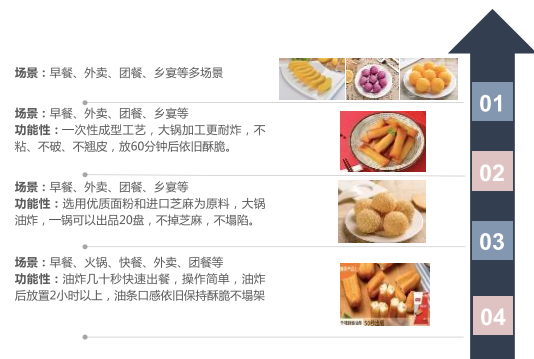 场景：早餐、外卖、团餐、乡宴等多场景
01
场景：早餐、外卖、团餐、乡宴等
功能性：一次性成型工艺，大锅加工更耐炸，不
粘、不破、不翘皮，放60分钟后依旧酥脆。
02
场景：早餐、外卖、团餐、乡宴等
功能性：选用优质面粉和进口芝麻为原料，大锅
油炸，一锅可以出品20盘，不掉芝麻，不塌陷。
03
场景：早餐、火锅、快餐、外卖、团餐等
功能性：油炸几十秒快速出餐，操作简单，油炸
后放置2小时以上，油条口感依旧保持酥脆不塌架
04